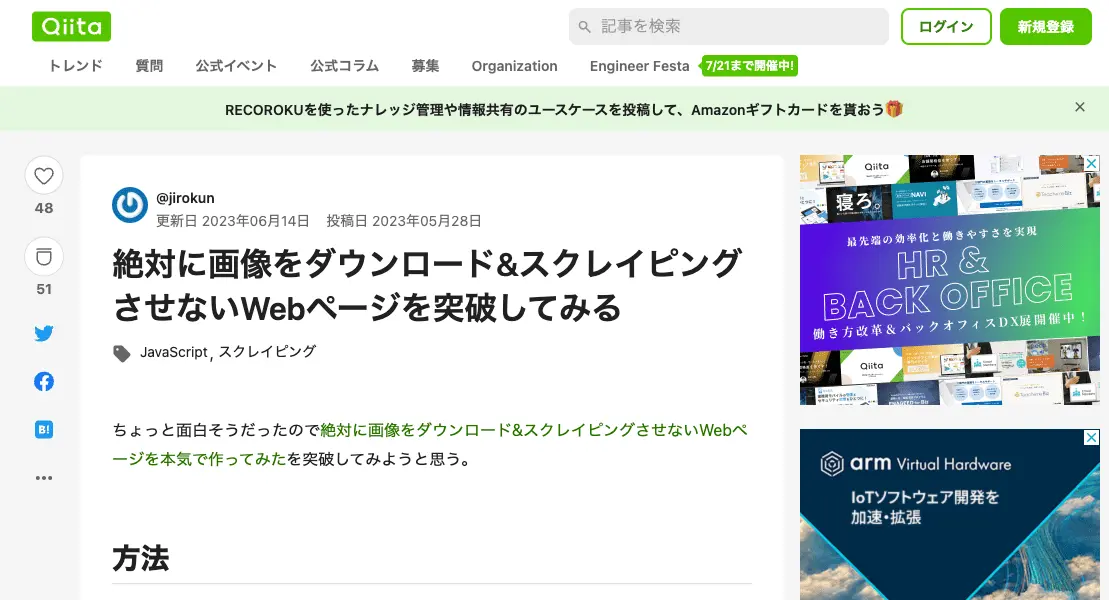 Qiita
記事を検索
ログイン
新規登録
トレンド
質問
公式イベント
公式コラム
募集
Organization
Engineer Festa
7/21まで開催中!
RECOROKUを使ったナレッジ管理や情報共有のユースケースを投稿して、Amazonギフトカードを貰おう🎁
48
51
B!
@jirokun
更新日 2023年06月14日 投稿日 2023年05月28日
絶対に画像をダウンロード&スクレイピング
させないWebページを突破してみる
JavaScript, スクレイピング
ちょっと面白そうだったので絶対に画像をダウンロード&スクレイピングさせないWebペ
ージを本気で作ってみたを突破してみようと思う。
方法
Qiita
寝ろ。
最先端の効率化と働きやすさを実現
HR &
BACK OFFICE
働き方改革&バックオフィスDX展開催中!
Qiita
arm Virtual Hardware
IoTソフトウェア開発を
加速・拡張